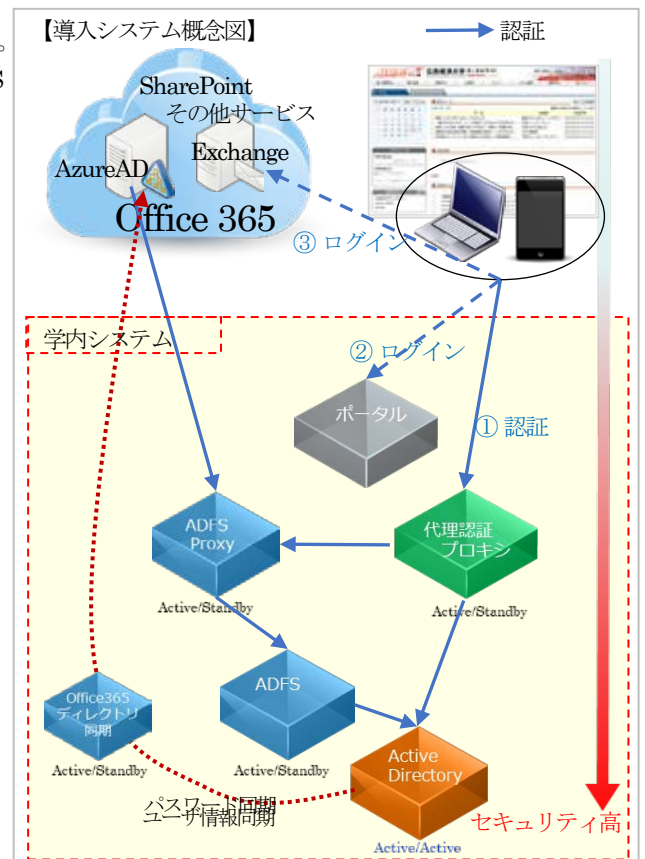 【導入システム概念図】
認証
。
S
SharePoint
その他サービス
Exchange
AzureAD
Office 365
③ ログイン
学内システム
② ログイン
ポータル
① 認証
ADFS
Proxy
代理認証
プロキシ
Active/Standby
Active/Standby
ADFS
Office365
ディレクトリ
同期
Active
Directory
Active/Standby
Active/Standby
パスワード同期
ユーザ情報同期
セキュリティ高
Active/Active